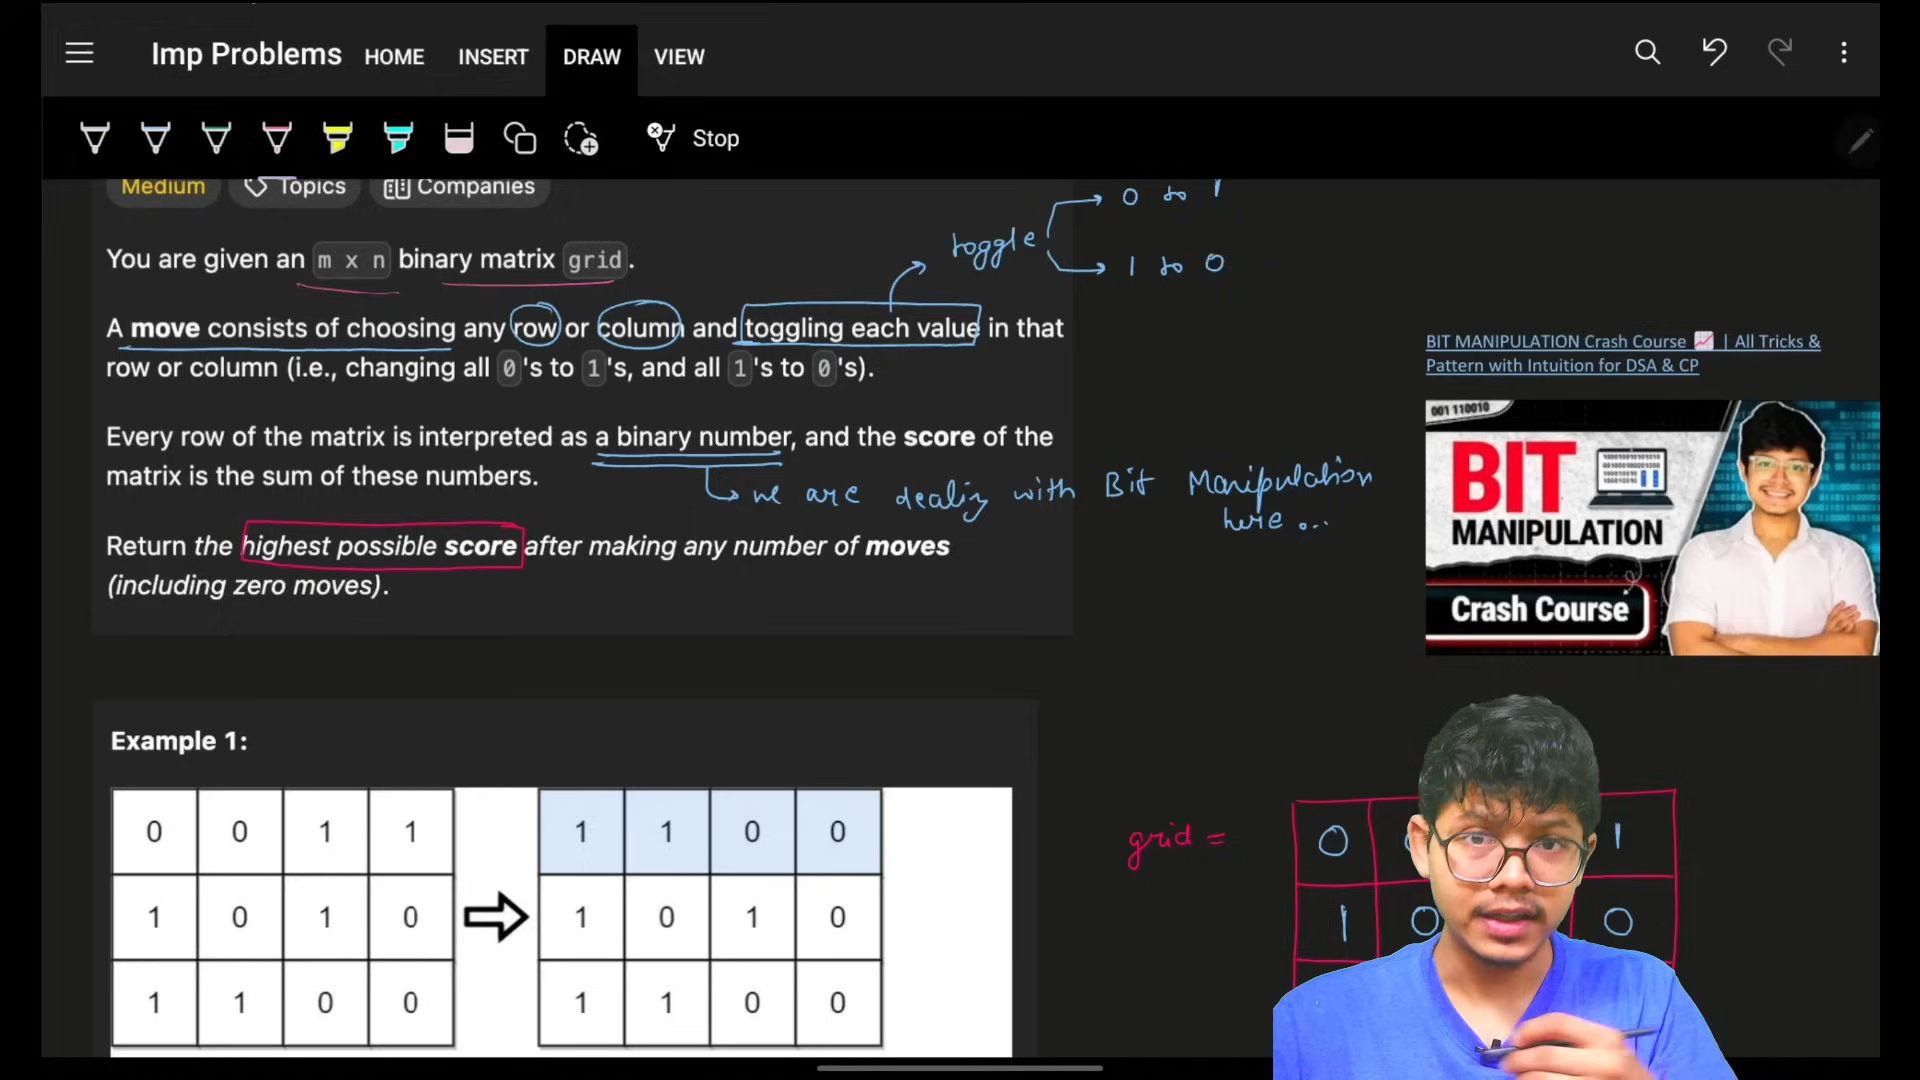 Imp Problems HOME INSERT DRAW VIEW
Stop
Medium Topics Companies
0 to 1
toggle
1 to 0
You are given an m x n binary matrix grid.
A move consists of choosing any row or column and toggling each value in that
row or column (i.e., changing all 0's to 1's, and all 1's to 0's).
Every row of the matrix is interpreted as a binary number, and the score of the
matrix is the sum of these numbers.
we are dealing with Bit Manipulation
here ...
Return the highest possible score after making any number of moves
(including zero moves).
BIT MANIPULATION Crash Course 📈 | All Tricks &
Pattern with Intuition for DSA & CP
001 110010
BIT
MANIPULATION
Crash Course
Example 1:
0 0 1 1
1 0 1 0
1 1 0 0
1 1 0 0
1 0 1 0
1 1 0 0
grid =
0 1
1 0 0